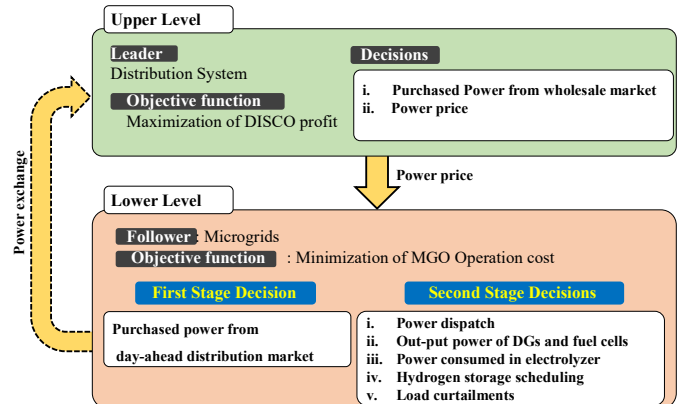 Upper Level
Leader
Distribution System
Objective function
Maximization of DISCO profit
Decisions
i. Purchased Power from wholesale market
ii. Power price
Power exchange
Power price
Lower Level
Follower : Microgrids
Objective function : Minimization of MGO Operation cost
First Stage Decision
Purchased power from
day-ahead distribution market
Second Stage Decisions
i. Power dispatch
ii. Out-put power of DGs and fuel cells
iii. Power consumed in electrolyzer
iv. Hydrogen storage scheduling
v. Load curtailments